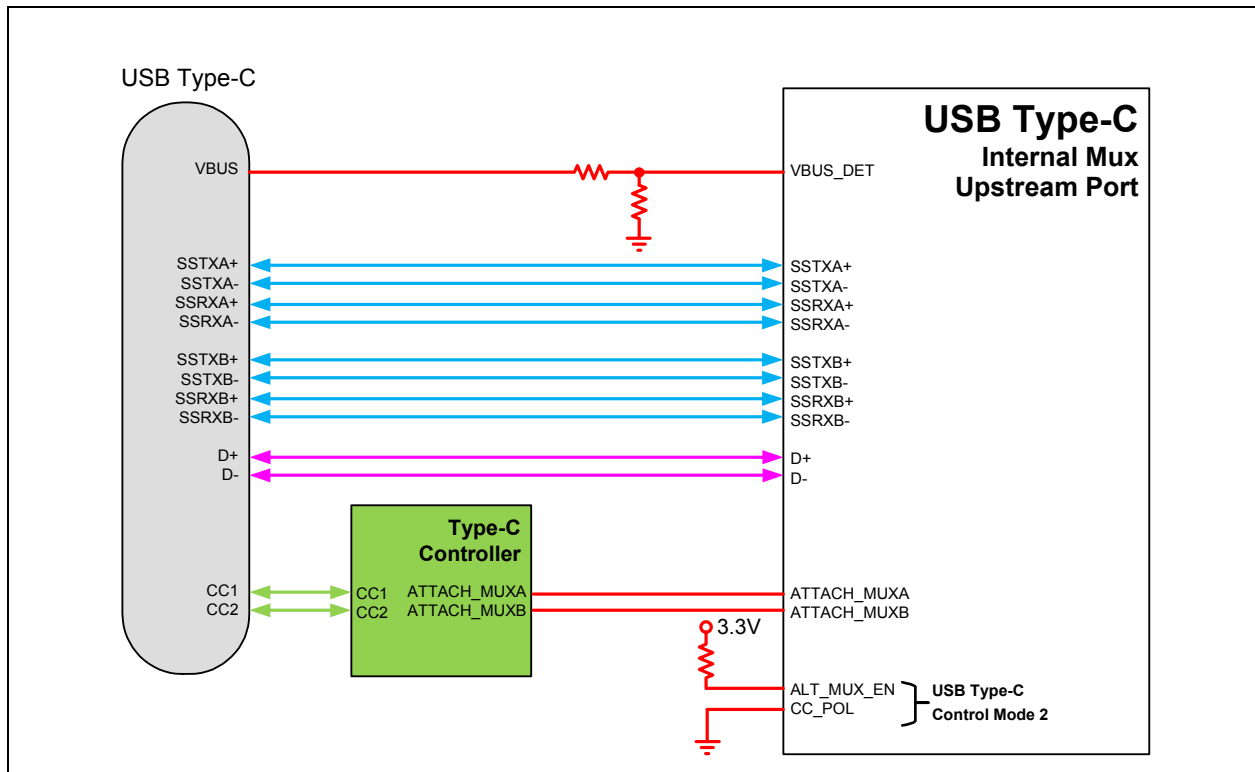 USB Type-C
VBUS
SSTXA+
SSTXA-
SSRXA+
SSRXA-
SSTXB+
SSTXB-
SSRXB+
SSRXB-
D+
D-
CC1
CC2
Type-C
Controller
CC1 ATTACH_MUXA
CC2 ATTACH_MUXB
3.3V
USB Type-C
Internal Mux
Upstream Port
VBUS_DET
SSTXA+
SSTXA-
SSRXA+
SSRXA-
SSTXB+
SSTXB-
SSRXB+
SSRXB-
D+
D-
ATTACH_MUXA
ATTACH_MUXB
ALT_MUX_EN
CC_POL
USB Type-C
Control Mode 2